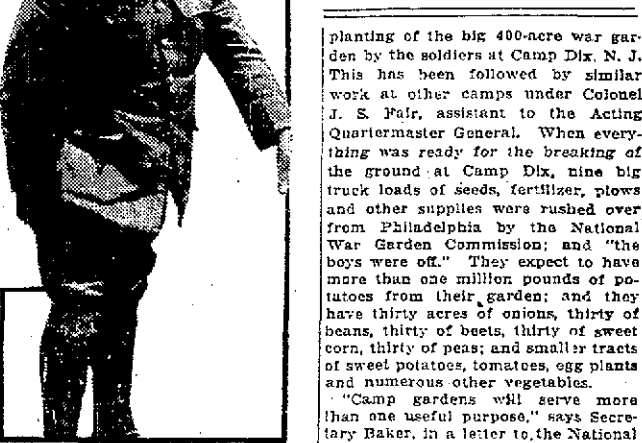 planting of the big 400-acre war gar-
den by the soldiers at Camp Dix, N. J.
This has been followed by similar
work at other camps under Colonel
J. S. Fair, assistant to the Acting
Quartermaster General. When every-
thing was ready for the breaking of
the ground at Camp Dix, nine big
truck loads of seeds, fertilizer, plows
and other supplies were rushed over
from Philadelphia by the National
War Garden Commission; and "the
boys were off." They expect to have
more than one million pounds of po-
tatoes from their garden; and they
have thirty acres of onions, thirty of
beans, thirty of beets, thirty of sweet
corn, thirty of peas; and smaller tracts
of sweet potatoes, tomatoes, egg plants
and numerous other vegetables.
"Camp gardens will serve more
than one useful purpose," says Secre-
tary Baker, in a letter to the National